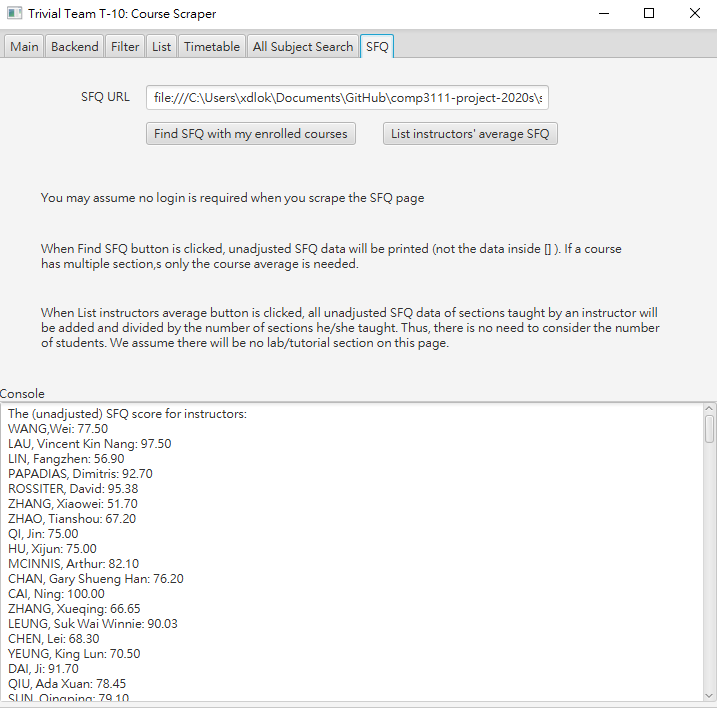 Trivial Team T-10: Course Scraper
Main Backend Filter List Timetable All Subject Search SFQ
SFQ URL file:///C:\Users\xdlok\Documents\GitHub\comp3111-project-2020s\
Find SFQ with my enrolled courses List instructors' average SFQ
You may assume no login is required when you scrape the SFQ page
When Find SFQ button is clicked, unadjusted SFQ data will be printed (not the data inside [] ). If a course
has multiple section,s only the course average is needed.
When List instructors average button is clicked, all unadjusted SFQ data of sections taught by an instructor will
be added and divided by the number of sections he/she taught. Thus, there is no need to consider the number
of students. We assume there will be no lab/tutorial section on this page.
Console
The (unadjusted) SFQ score for instructors:
WANG,Wei: 77.50
LAU, Vincent Kin Nang: 97.50
LIN, Fangzhen: 56.90
PAPADIAS, Dimitris: 92.70
ROSSITER, David: 95.38
ZHANG, Xiaowei: 51.70
ZHAO, Tianshou: 67.20
QI, Jin: 75.00
HU, Xijun: 75.00
MCINNIS, Arthur: 82.10
CHAN, Gary Shueng Han: 76.20
CAI, Ning: 100.00
ZHANG, Xueqing: 66.65
LEUNG, Suk Wai Winnie: 90.03
CHEN, Lei: 68.30
YEUNG, King Lun: 70.50
DAI, Ji: 91.70
QIU, Ada Xuan: 78.45
SUN, Qingping: 79.10